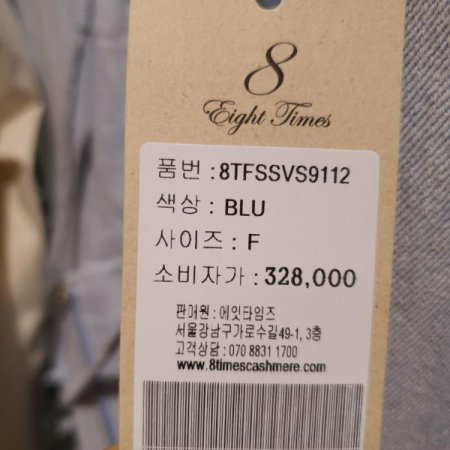 8
Eight Times
품번 : 8TFSSVS9112
색상 : BLU
사이즈 : F
소비자가 : 328,000
판매원 : 에잇타임즈
서울강남구가로수길49-1, 3층
고객상담 : 070 8831 1700
www.8timescashmere.com